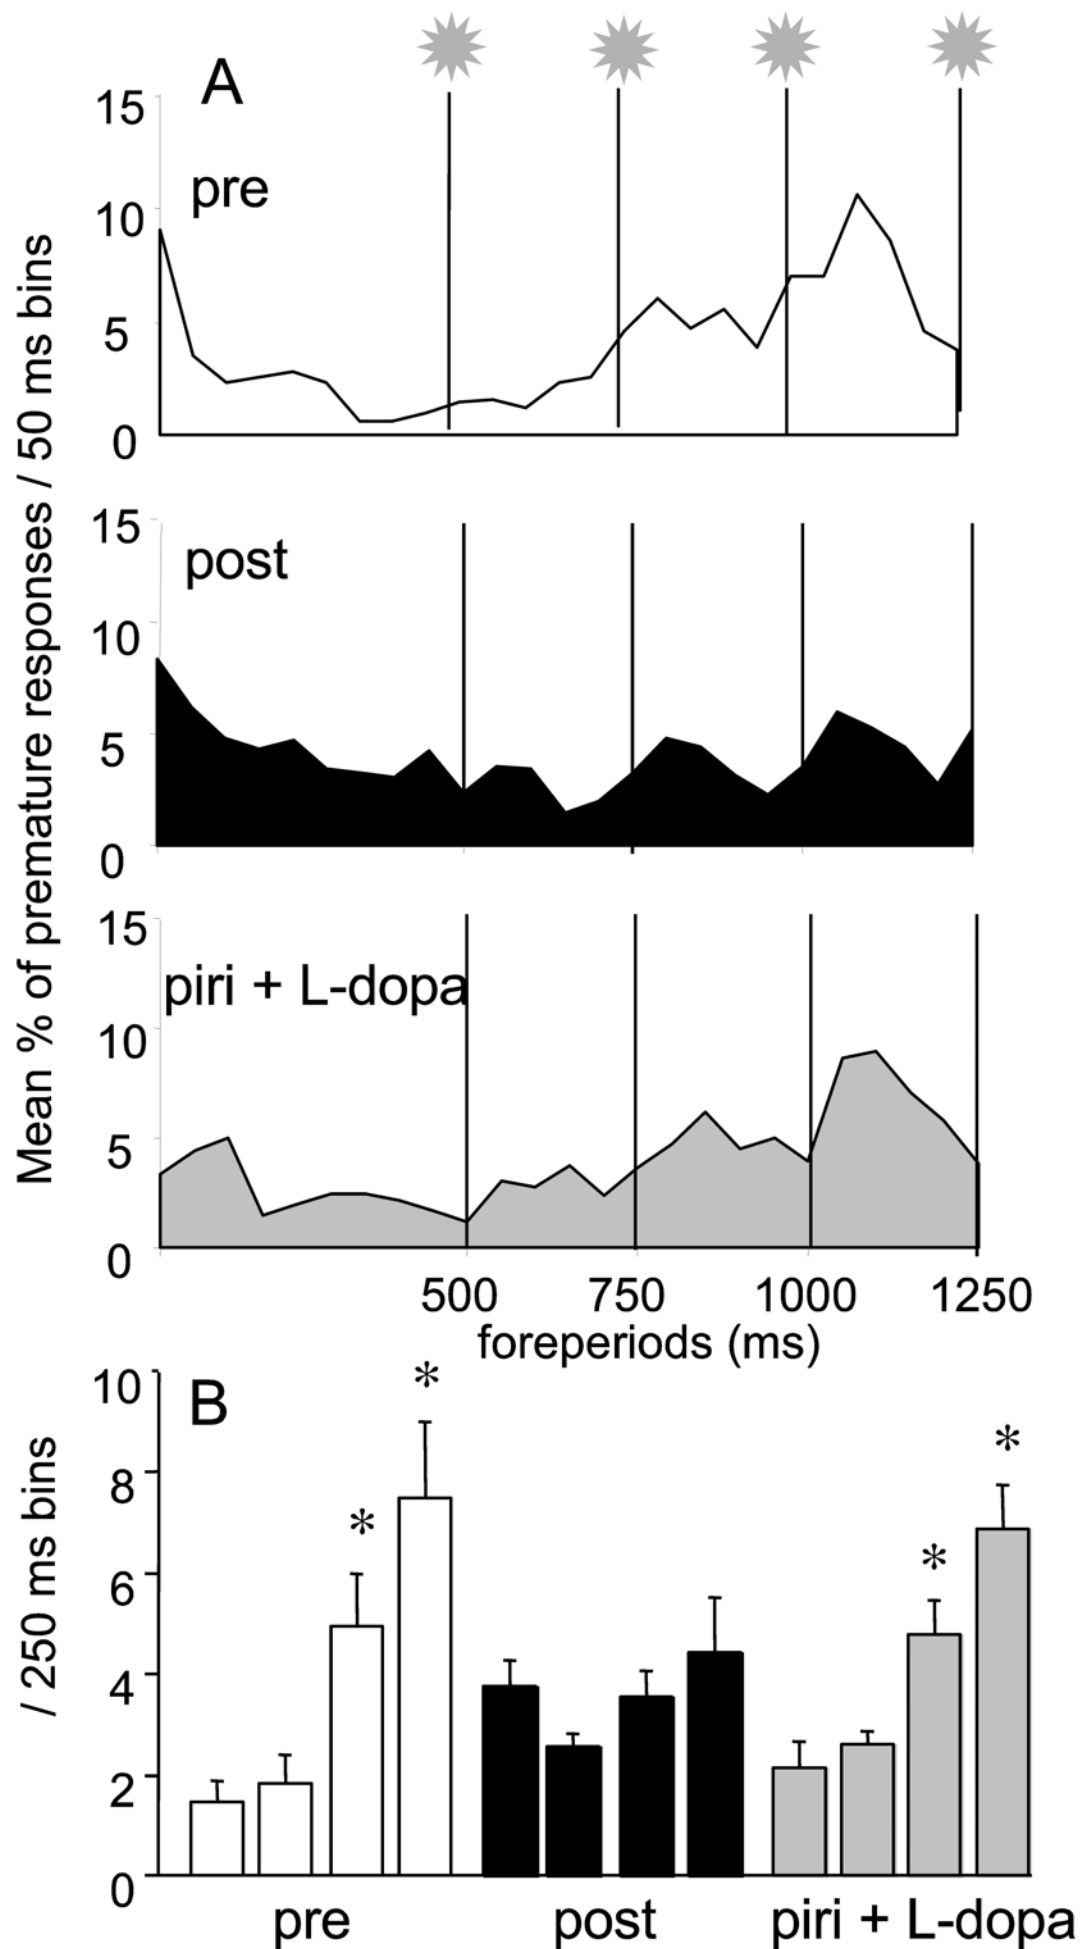 A
15
pre
10
5
0
Mean % of premature responses / 50 ms bins
15
post
10
5
0
15
piri + L-dopa
10
5
0
500 750 1000 1250
foreperiods (ms)
*
10
B
*
8
*
6
*
4
2
0
/ 250 ms bins
pre post piri + L-dopa